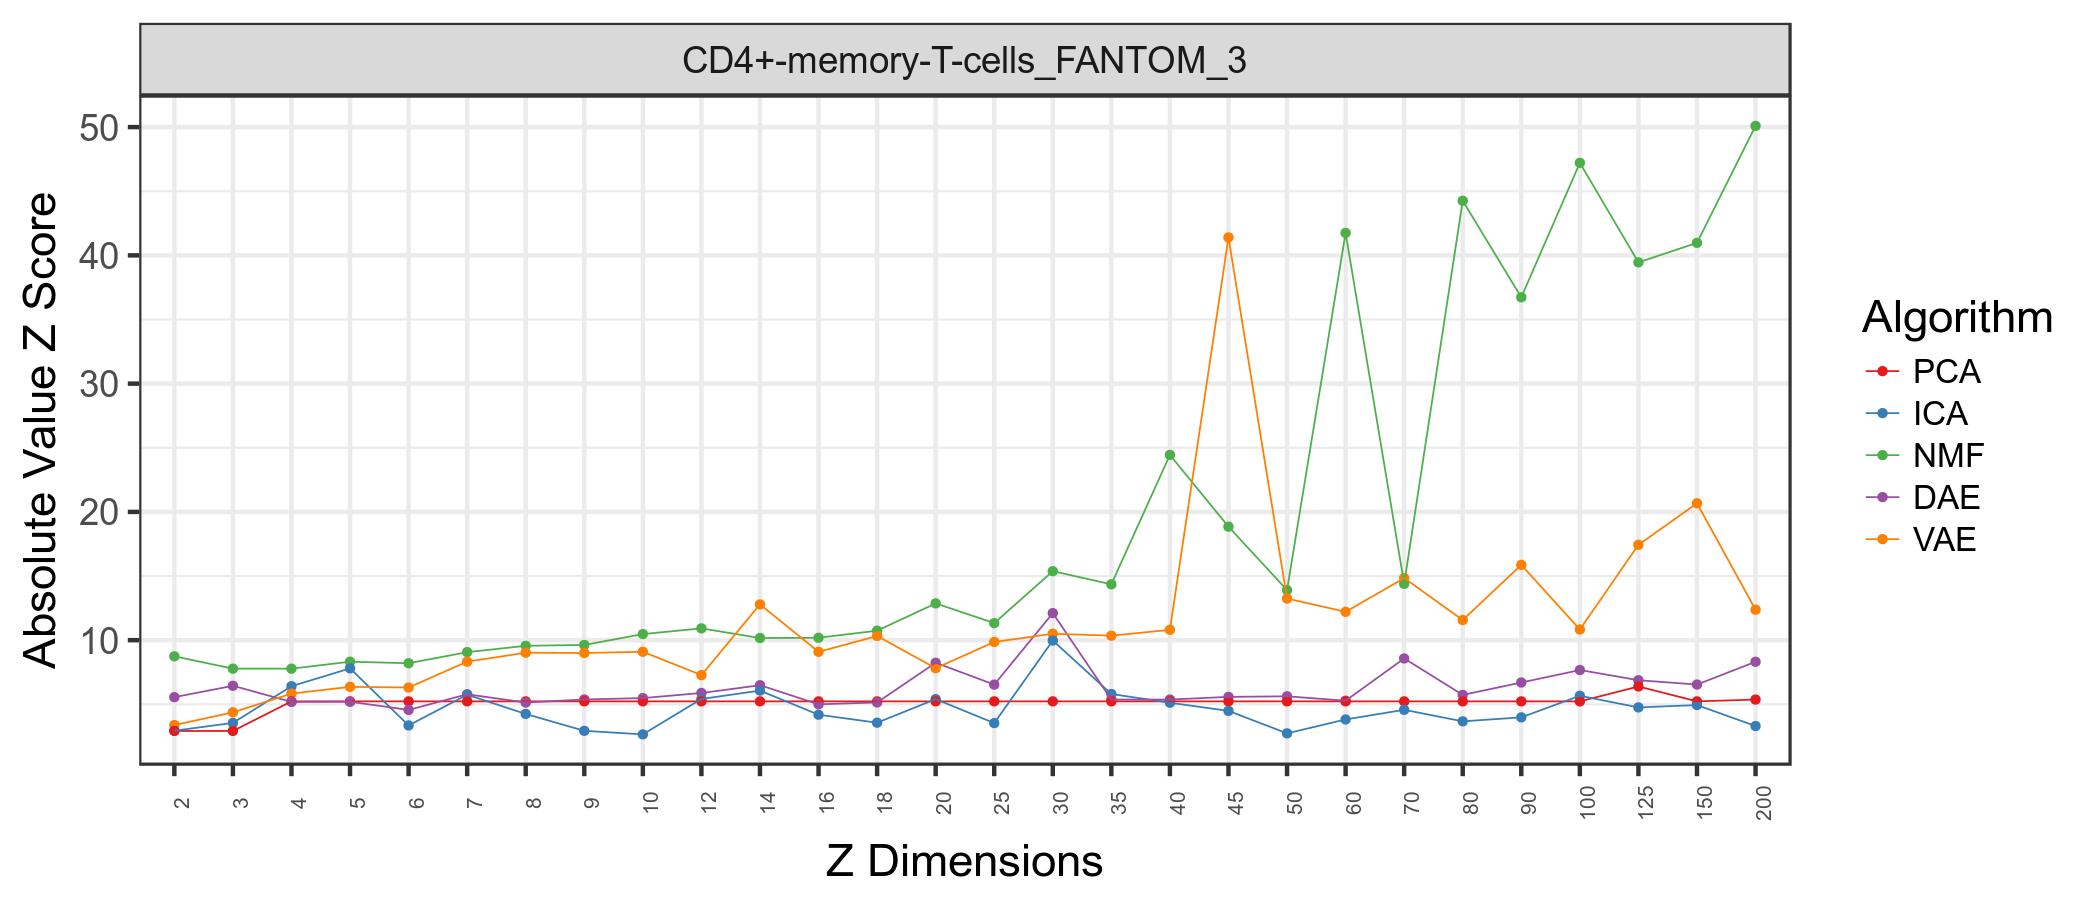 CD4+-memory-T-cells_FANTOM_3
Absolute Value Z Score
50
40
30
20
10
2 3 4 5 6 7 8 9 10 12 14 16 18 20 25 30 35 40 45 50 60 70 80 90 100 125 150 200
Z Dimensions
Algorithm
PCA
ICA
NMF
DAE
VAE